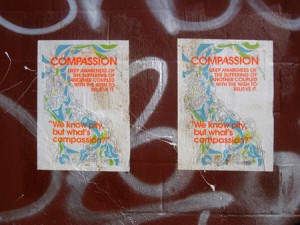 COMPASSION
DEEP AWARENESS OF
THE SUFFERING OF
ANOTHER COUPLED
WITH THE WISH TO
RELIEVE IT.
"We know city,
but what's
compassion?"
COMPASSION
DEEP AWARENESS OF
THE SUFFERING OF
ANOTHER COUPLED
WITH THE WISH TO
RELIEVE IT.
"We know city,
but what's
compassion?"